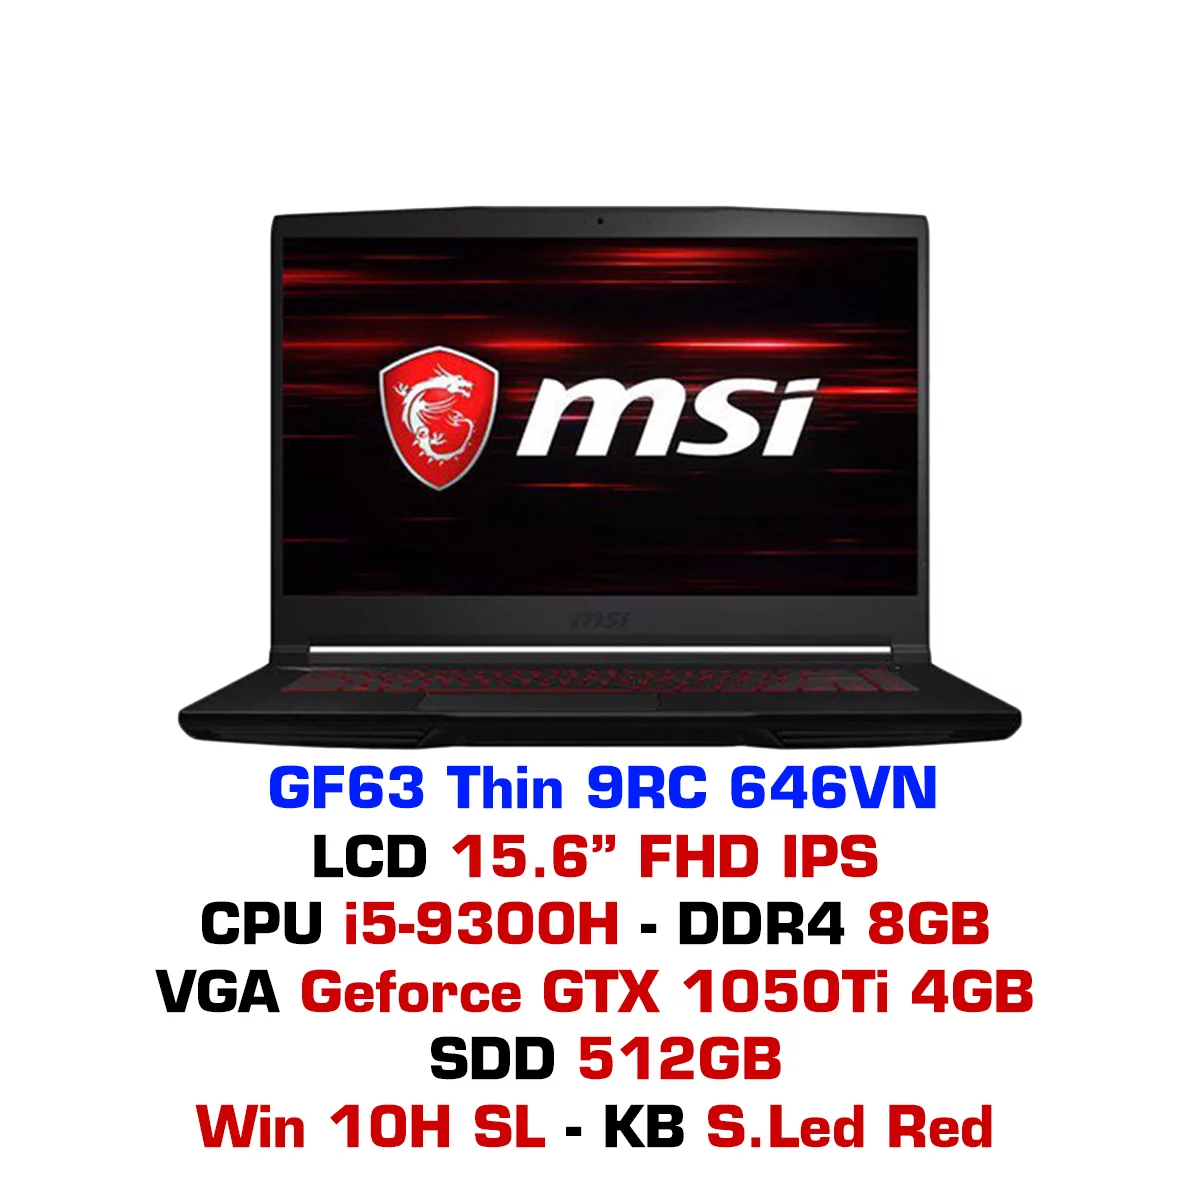 msi
msi
GF63 Thin 9RC 646VN
LCD 15.6” FHD IPS
CPU i5-9300H - DDR4 8GB
VGA Geforce GTX 1050Ti 4GB
SDD 512GB
Win 10H SL - KB S.Led Red